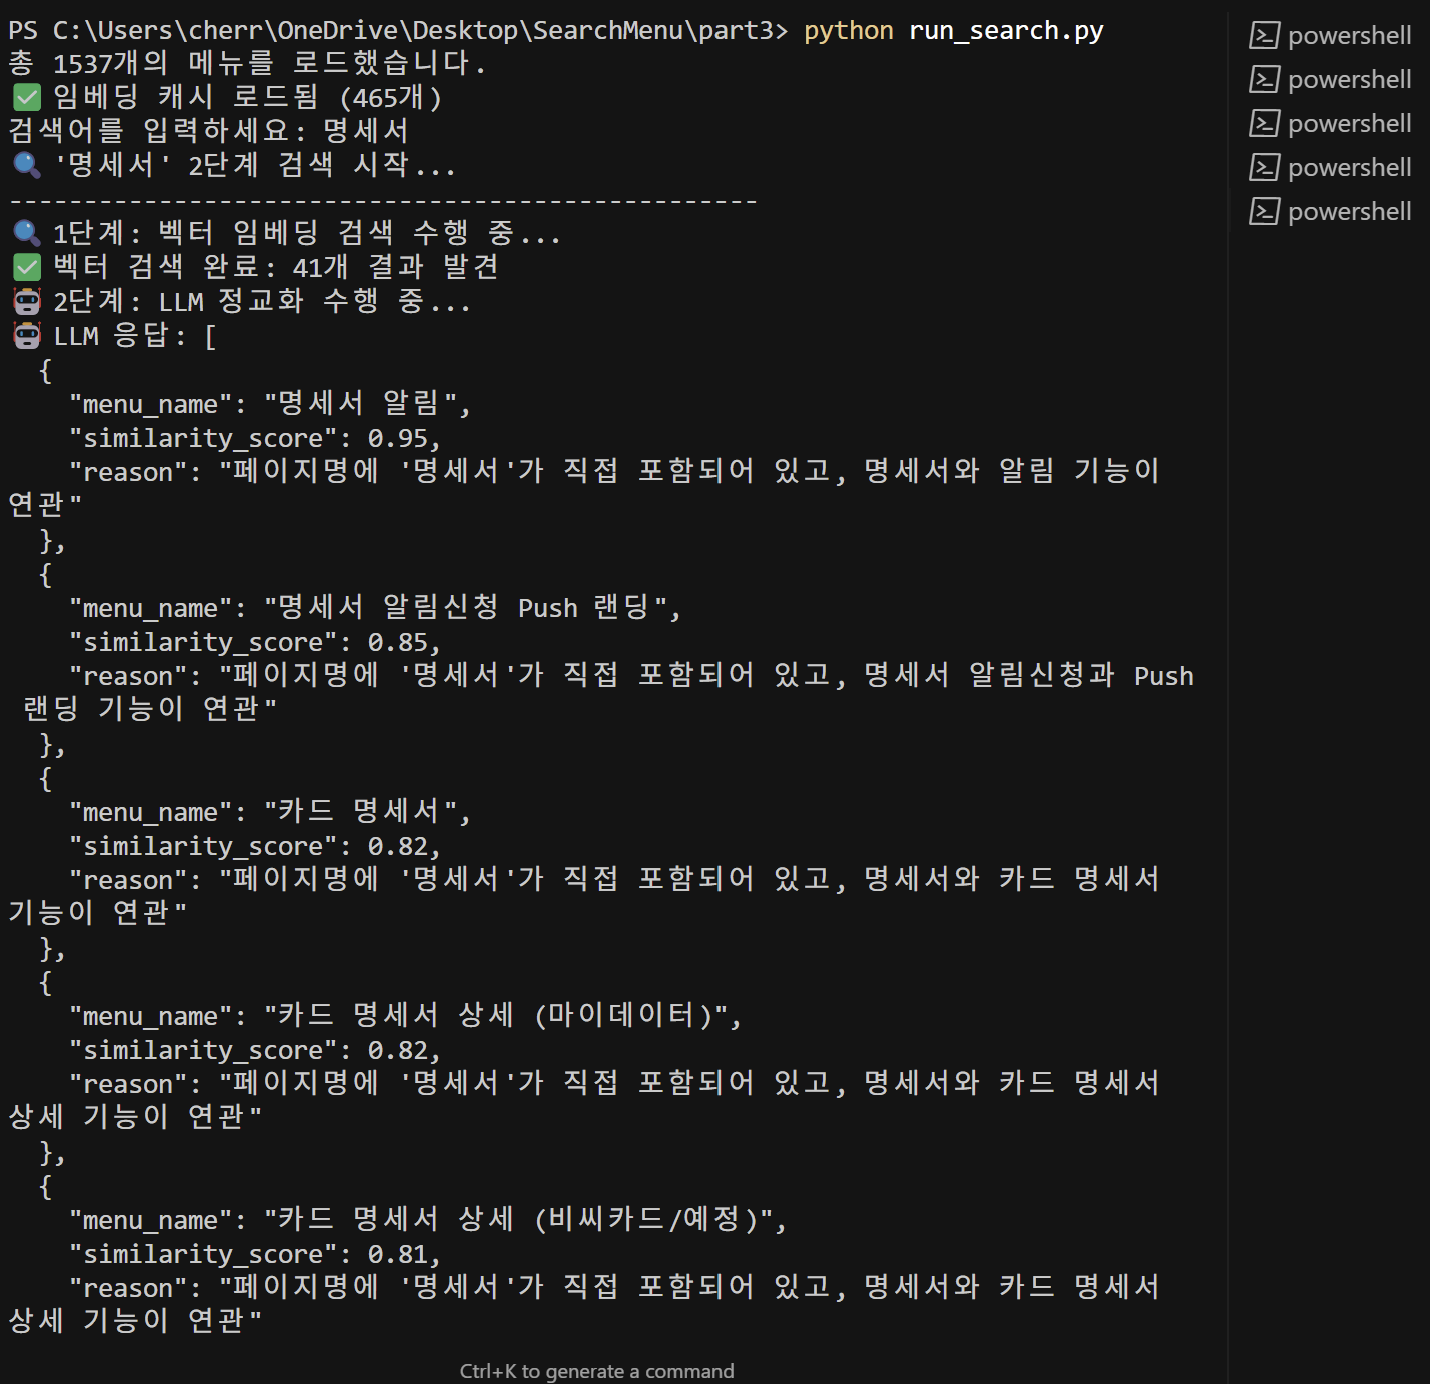 PS C:\Users\cherr\OneDrive\Desktop\SearchMenu\part3> python run_search.py
총 1537개의 메뉴를 로드했습니다.
✅ 임베딩 캐시 로드됨 (465개)
검색어를 입력하세요: 명세서
🔍 '명세서' 2단계 검색 시작...
--------------------------------------------------
🔍 1단계: 벡터 임베딩 검색 수행 중...
✅ 벡터 검색 완료: 41개 결과 발견
🤖 2단계: LLM 정교화 수행 중...
🤖 LLM 응답: [
  {
    "menu_name": "명세서 알림",
    "similarity_score": 0.95,
    "reason": "페이지명에 '명세서'가 직접 포함되어 있고, 명세서와 알림 기능이
연관"
  },
  {
    "menu_name": "명세서 알림신청 Push 랜딩",
    "similarity_score": 0.85,
    "reason": "페이지명에 '명세서'가 직접 포함되어 있고, 명세서 알림신청과 Push
 랜딩 기능이 연관"
  },
  {
    "menu_name": "카드 명세서",
    "similarity_score": 0.82,
    "reason": "페이지명에 '명세서'가 직접 포함되어 있고, 명세서와 카드 명세서
기능이 연관"
  },
  {
    "menu_name": "카드 명세서 상세 (마이데이터)",
    "similarity_score": 0.82,
    "reason": "페이지명에 '명세서'가 직접 포함되어 있고, 명세서와 카드 명세서
상세 기능이 연관"
  },
  {
    "menu_name": "카드 명세서 상세 (비씨카드/예정)",
    "similarity_score": 0.81,
    "reason": "페이지명에 '명세서'가 직접 포함되어 있고, 명세서와 카드 명세서
상세 기능이 연관"
Ctrl+K to generate a command
powershell
powershell
powershell
powershell
powershell